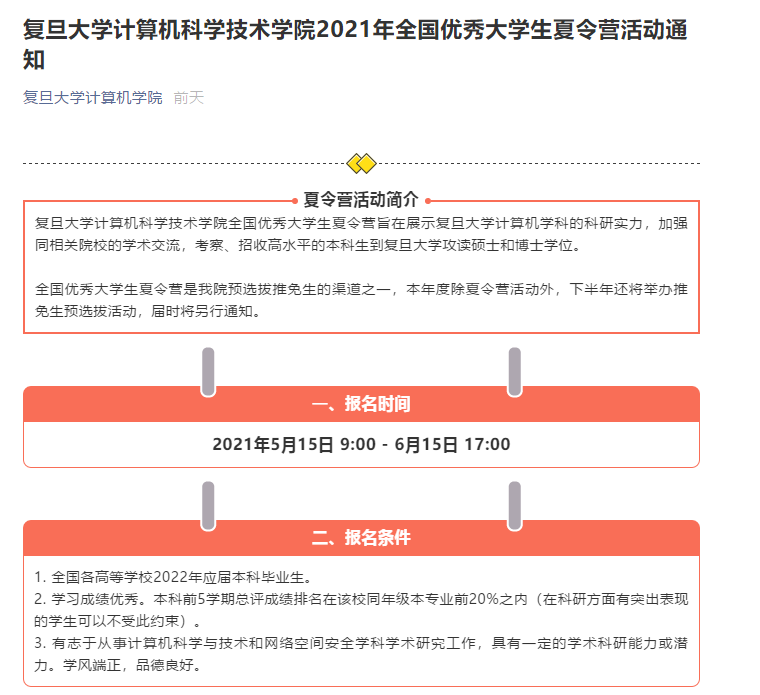 复旦大学计算机科学技术学院2021年全国优秀大学生夏令营活动通
知
复旦大学计算机学院 前天
夏令营活动简介
复旦大学计算机科学技术学院全国优秀大学生夏令营旨在展示复旦大学计算机学科的科研实力，加强
同相关院校的学术交流，考察、招收高水平的本科生到复旦大学攻读硕士和博士学位。
全国优秀大学生夏令营是我院预选拔推免生的渠道之一，本年度除夏令营活动外，下半年还将举办推
免生预选拔活动，届时将另行通知。
一、报名时间
2021年5月15日 9:00 - 6月15日 17:00
二、报名条件
1. 全国各高等学校2022年应届本科毕业生。
2. 学习成绩优秀。本科前5学期总评成绩排名在该校同年级本专业前20%之内（在科研方面有突出表现
的学生可以不受此约束）。
3. 有志于从事计算机科学与技术和网络空间安全学科学术研究工作，具有一定的学术科研能力或潜
力。学风端正，品德良好。